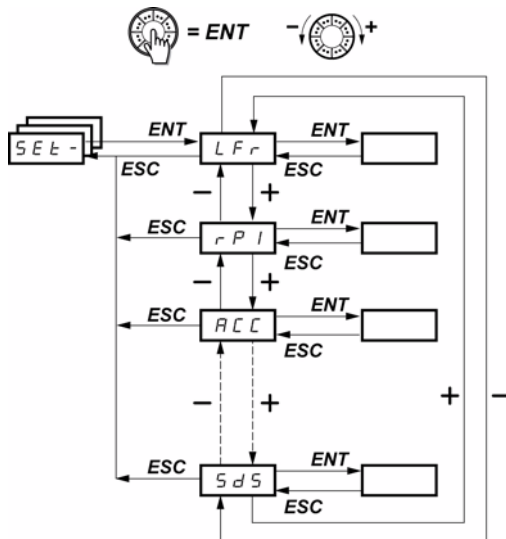 = ENT - +
SEt -
ENT
ESC
LFr
ENT
ESC
- +
ESC
rPI
ENT
ESC
- +
ESC
ACC
ENT
ESC
- +
+ -
ESC
SdS
ENT
ESC